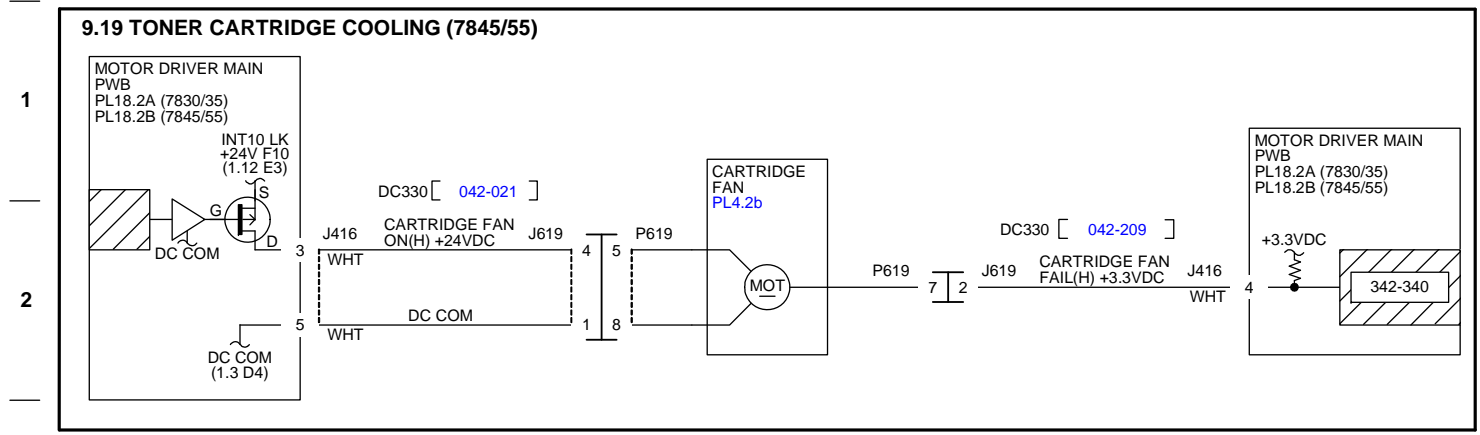 9.19 TONER CARTRIDGE COOLING (7845/55)
1
2
MOTOR DRIVER MAIN
PWB
PL18.2A (7830/35)
PL18.2B (7845/55)
INT10 LK
+24V F10
(1.12 E3)
S
G
D
DC COM
3
5
DC COM
(1.3 D4)
DC330 [ 042-021 ]
J416
CARTRIDGE FAN
ON(H) +24VDC
J619
WHT
4
5
P619
DC COM
WHT
1
8
CARTRIDGE
FAN
PL4.2b
MOT
DC330 [ 042-209 ]
P619
7
2
J619
CARTRIDGE FAN
FAIL(H) +3.3VDC
J416
WHT
4
MOTOR DRIVER MAIN
PWB
PL18.2A (7830/35)
PL18.2B (7845/55)
+3.3VDC
342-340